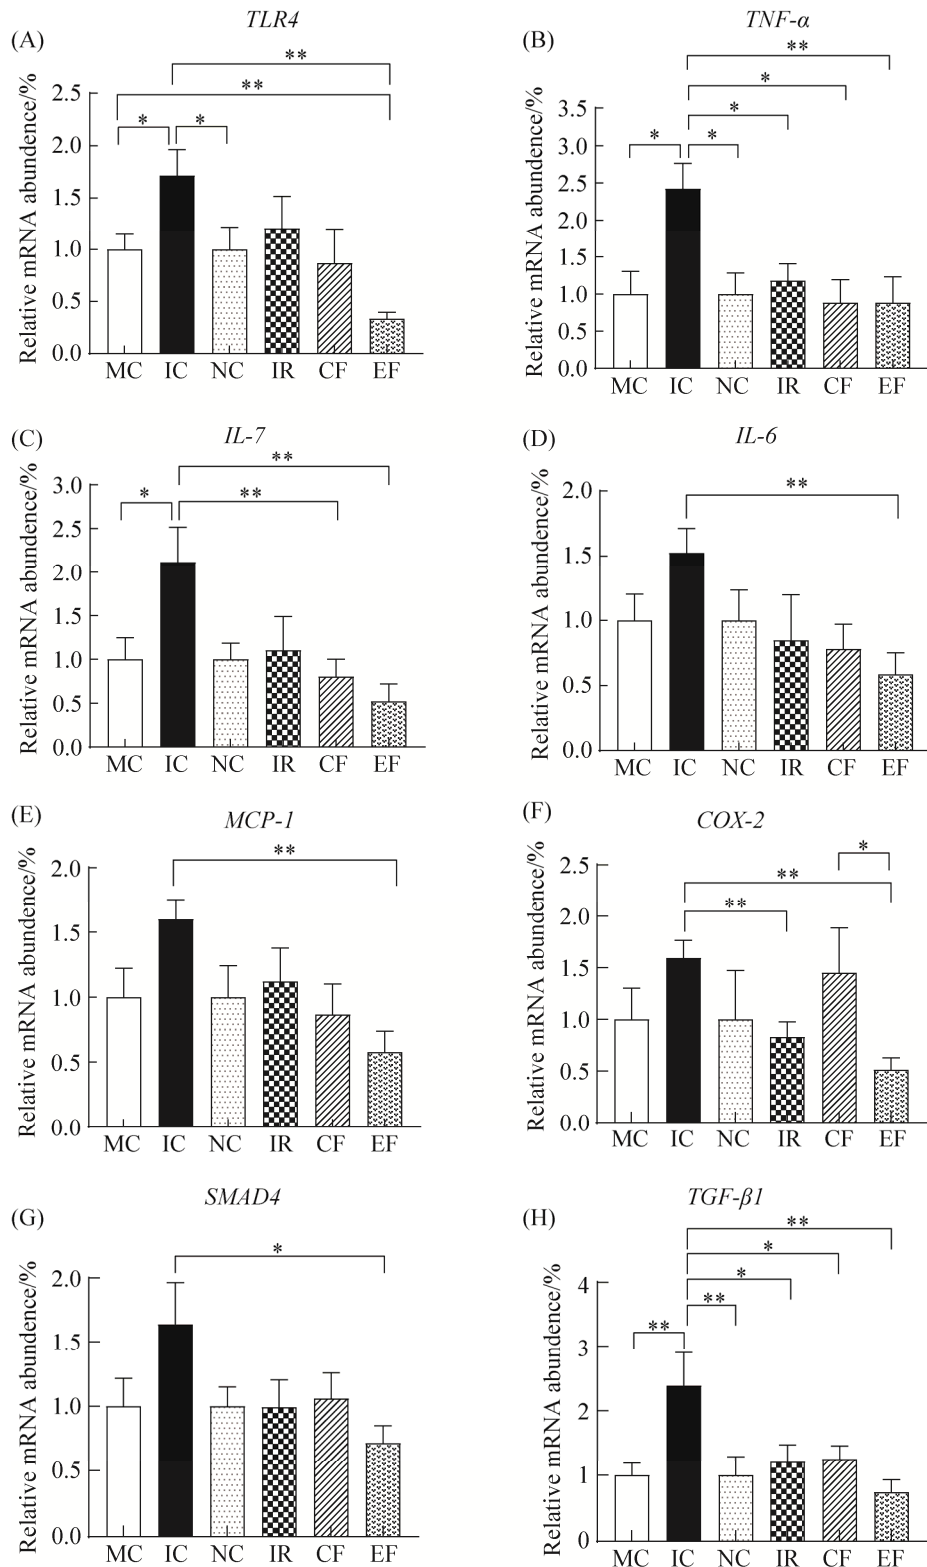 (A) TLR4
**
**
* *
Relative mRNA abundence/%
2.5
2.0
1.5
1.0
0.5
0.0
MC IC NC IR CF EF
(B) TNF-α
**
*
*
* *
Relative mRNA abundence/%
3.5
3.0
2.5
2.0
1.5
1.0
0.5
0.0
MC IC NC IR CF EF
(C) IL-7
**
* **
Relative mRNA abundence/%
3.0
2.5
2.0
1.5
1.0
0.5
0.0
MC IC NC IR CF EF
(D) IL-6
**
Relative mRNA abundence/%
2.0
1.5
1.0
0.5
0.0
MC IC NC IR CF EF
(E) MCP-1
**
Relative mRNA abundence/%
2.0
1.5
1.0
0.5
0.0
MC IC NC IR CF EF
(F) COX-2
*
**
**
Relative mRNA abundence/%
2.5
2.0
1.5
1.0
0.5
0.0
MC IC NC IR CF EF
(G) SMAD4
*
Relative mRNA abundence/%
2.0
1.5
1.0
0.5
0.0
MC IC NC IR CF EF
(H) TGF-β1
**
*
*
**
**
Relative mRNA abundence/%
4
3
2
1
0
MC IC NC IR CF EF